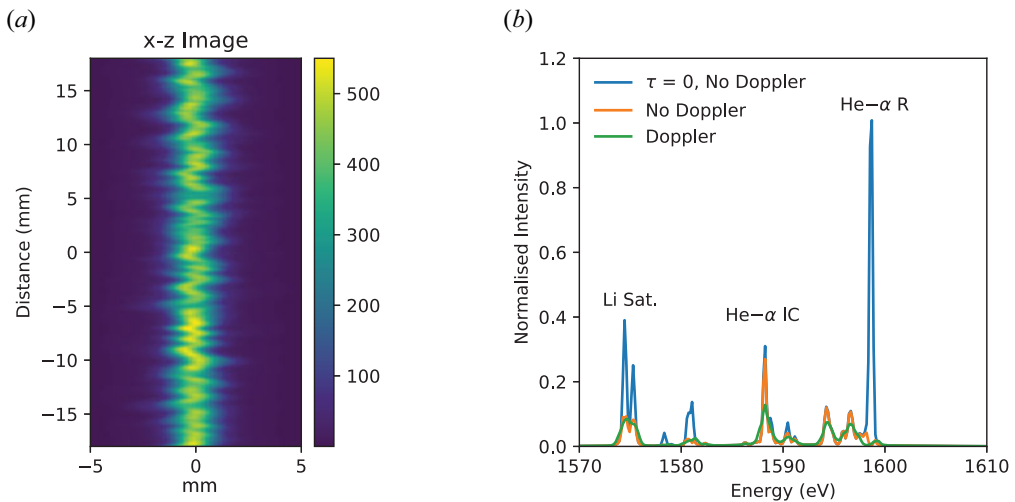 (a)
x-z Image
Distance (mm)
15
10
5
0
−5
−10
−15
−5
0
5
mm
500
400
300
200
100
(b)
τ = 0, No Doppler
No Doppler
Doppler
He−α R
He−α IC
Li Sat.
Normalised Intensity
1.2
1.0
0.8
0.6
0.4
0.2
0.0
1570
1580
1590
1600
1610
Energy (eV)